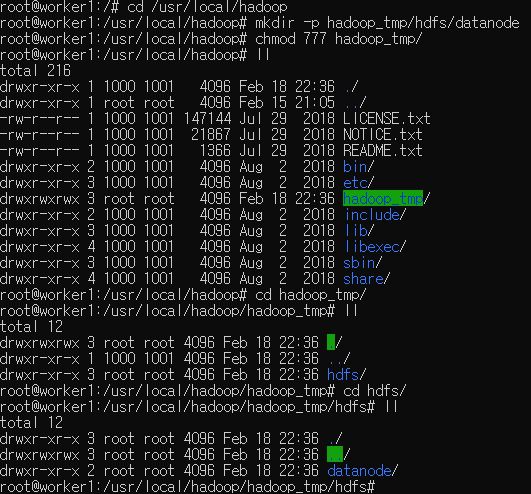 root@worker1:/# cd /usr/local/hadoop
root@worker1:/usr/local/hadoop# mkdir -p hadoop_tmp/hdfs/datanode
root@worker1:/usr/local/hadoop# chmod 777 hadoop_tmp/
root@worker1:/usr/local/hadoop# ll
total 216
drwxr-xr-x 1 1000 1001   4096 Feb 18 22:36 ./
drwxr-xr-x 1 root root   4096 Feb 15 21:05 ../
-rw-r--r-- 1 1000 1001 147144 Jul 29  2018 LICENSE.txt
-rw-r--r-- 1 1000 1001  21867 Jul 29  2018 NOTICE.txt
-rw-r--r-- 1 1000 1001   1366 Jul 29  2018 README.txt
drwxr-xr-x 2 1000 1001   4096 Aug  2  2018 bin/
drwxr-xr-x 3 1000 1001   4096 Aug  2  2018 etc/
drwxrwxrwx 3 root root   4096 Feb 18 22:36 hadoop_tmp/
drwxr-xr-x 2 1000 1001   4096 Aug  2  2018 include/
drwxr-xr-x 3 1000 1001   4096 Aug  2  2018 lib/
drwxr-xr-x 4 1000 1001   4096 Aug  2  2018 libexec/
drwxr-xr-x 3 1000 1001   4096 Aug  2  2018 sbin/
drwxr-xr-x 4 1000 1001   4096 Aug  2  2018 share/
root@worker1:/usr/local/hadoop# cd hadoop_tmp/
root@worker1:/usr/local/hadoop/hadoop_tmp# ll
total 12
drwxrwxrwx 3 root root 4096 Feb 18 22:36 ./
drwxr-xr-x 1 1000 1001 4096 Feb 18 22:36 ../
drwxr-xr-x 3 root root 4096 Feb 18 22:36 hdfs/
root@worker1:/usr/local/hadoop/hadoop_tmp# cd hdfs/
root@worker1:/usr/local/hadoop/hadoop_tmp/hdfs# ll
total 12
drwxr-xr-x 3 root root 4096 Feb 18 22:36 ./
drwxrwxrwx 3 root root 4096 Feb 18 22:36 ../
drwxr-xr-x 2 root root 4096 Feb 18 22:36 datanode/
root@worker1:/usr/local/hadoop/hadoop_tmp/hdfs#